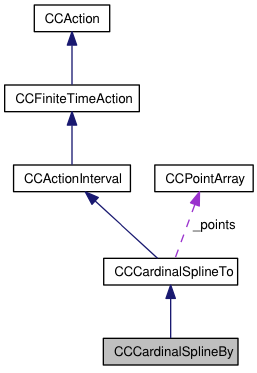 CCAction
CCFiniteTimeAction
CCActionInterval
CCPointArray
_points
CCCardinalSplineTo
CCCardinalSplineBy